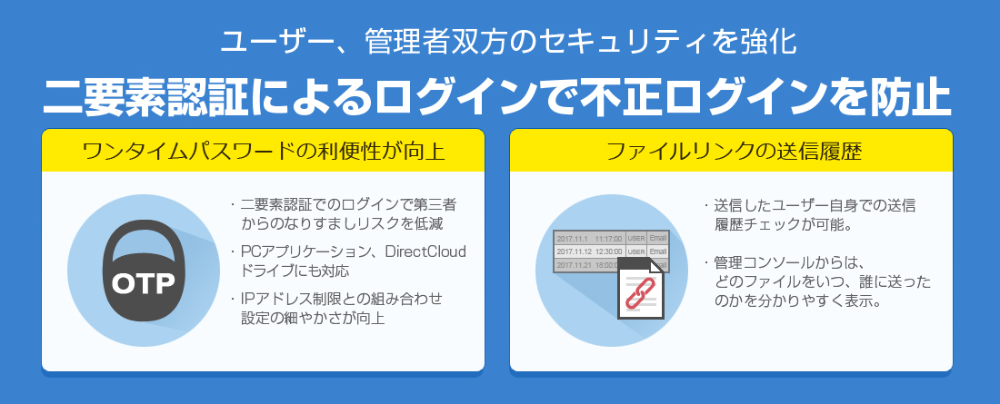 ユーザー、管理者双方のセキュリティを強化
二要素認証によるログインで不正ログインを防止
ワンタイムパスワードの利便性が向上
OTP
・二要素認証でのログインで第三者
からのなりすましリスクを低減
・PCアプリケーション、DirectCloud
ドライブにも対応
・IPアドレス制限との組み合わせ
設定の細やかさが向上
ファイルリンクの送信履歴
2017.11.1 11:17:00 USER Email
2017.11.12 12:30:00 USER Email
2017.11.21 18:00:00
・送信したユーザー自身での送信
履歴チェックが可能。
・管理コンソールからは、
どのファイルをいつ、誰に送った
のかを分かりやすく表示。